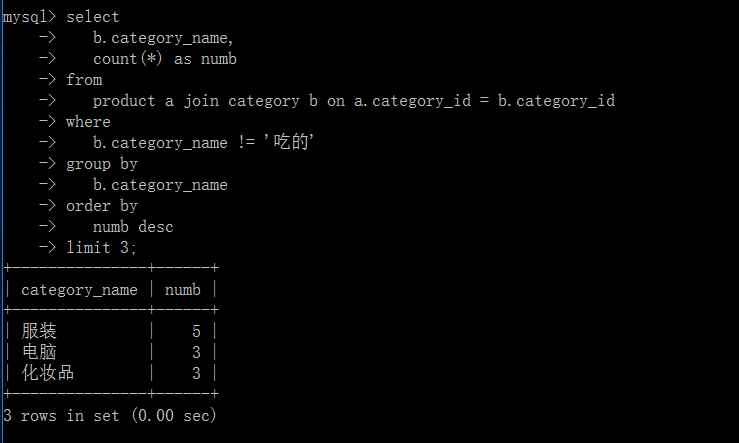 mysql> select
    ->    b.category_name,
    ->    count(*) as numb
    -> from
    ->    product a join category b on a.category_id = b.category_id
    -> where
    ->    b.category_name != '吃的'
    -> group by
    ->    b.category_name
    -> order by
    ->    numb desc
    -> limit 3;
+---------------+------+
| category_name | numb |
+---------------+------+
| 服装          |    5 |
| 电脑          |    3 |
| 化妆品        |    3 |
+---------------+------+
3 rows in set (0.00 sec)